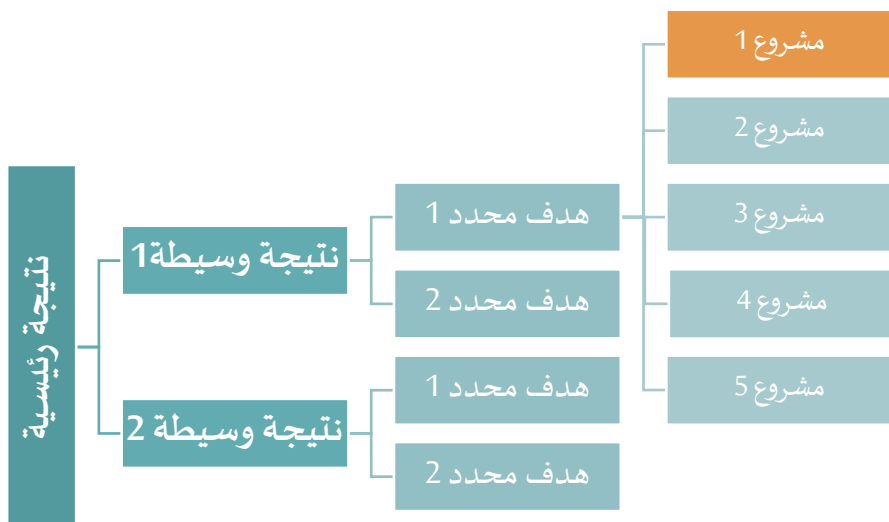 نتيجة رئيسية
نتيجة وسيطة1
هدف محدد 1
مشروع 1
مشروع 2
مشروع 3
مشروع 4
مشروع 5
هدف محدد 2
نتيجة وسيطة 2
هدف محدد 1
هدف محدد 2